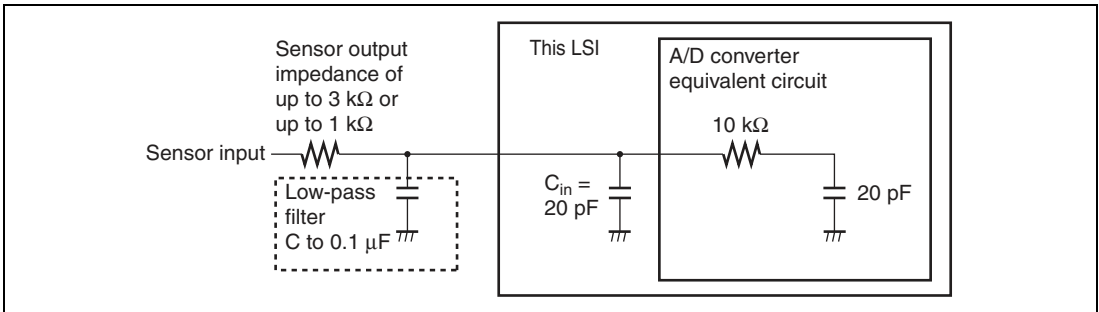 Sensor output
impedance of
up to 3 kΩ or
up to 1 kΩ
Sensor input
Low-pass
filter
C to 0.1 μF
This LSI
C_in =
20 pF
A/D converter
equivalent circuit
10 kΩ
20 pF